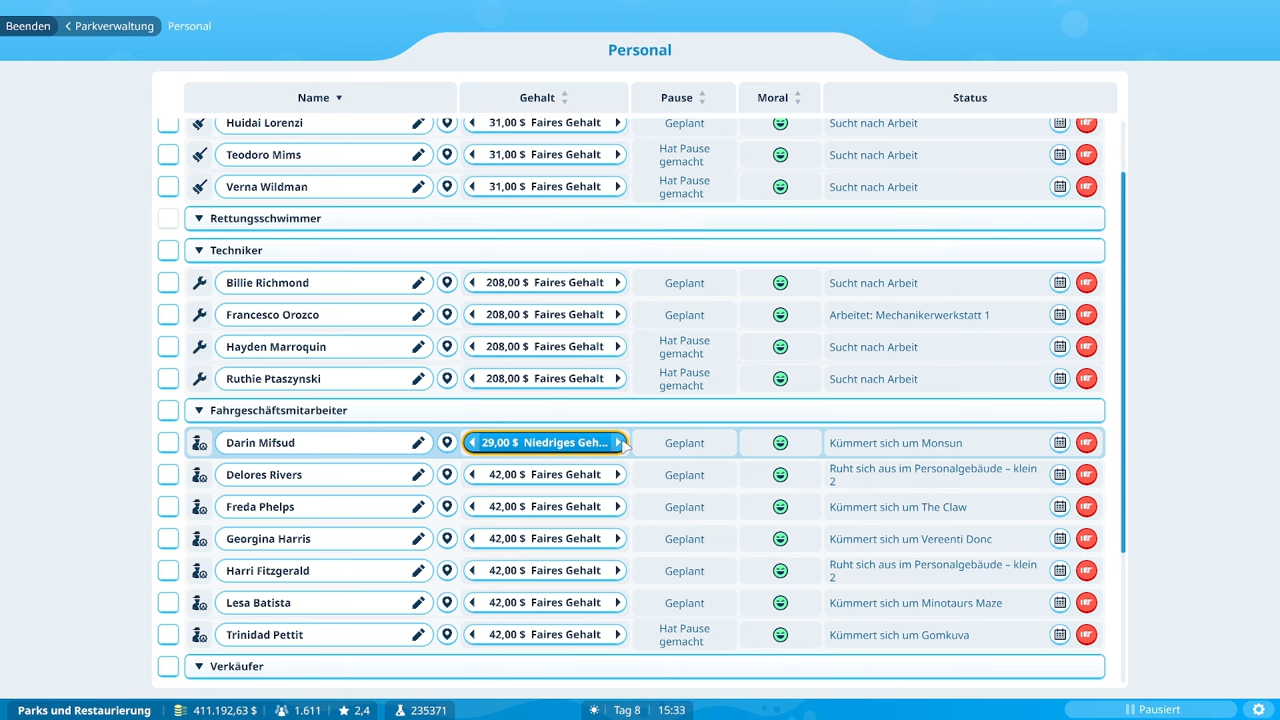 Beenden Parkverwaltung Personal
Personal
Name Gehalt Pause Moral Status
Huidai Lorenzi 31,00 $ Faires Gehalt Geplant Sucht nach Arbeit
Teodoro Mims 31,00 $ Faires Gehalt Hat Pause gemacht Sucht nach Arbeit
Verna Wildman 31,00 $ Faires Gehalt Hat Pause gemacht Sucht nach Arbeit
Rettungsschwimmer
Techniker
Billie Richmond 208,00 $ Faires Gehalt Geplant Sucht nach Arbeit
Francesco Orozco 208,00 $ Faires Gehalt Geplant Arbeitet: Mechanikerwerkstatt 1
Hayden Marroquin 208,00 $ Faires Gehalt Hat Pause gemacht Sucht nach Arbeit
Ruthie Ptaszynski 208,00 $ Faires Gehalt Hat Pause gemacht Sucht nach Arbeit
Fahrgeschäftsmitarbeiter
Darin Mifsud 29,00 $ Niedriges Geh... Geplant Kümmert sich um Monsun
Delores Rivers 42,00 $ Faires Gehalt Geplant Ruht sich aus im Personalgebäude – klein 2
Freda Phelps 42,00 $ Faires Gehalt Geplant Kümmert sich um The Claw
Georgina Harris 42,00 $ Faires Gehalt Geplant Kümmert sich um Vereenti Donc
Harri Fitzgerald 42,00 $ Faires Gehalt Geplant Ruht sich aus im Personalgebäude – klein 2
Lesa Batista 42,00 $ Faires Gehalt Geplant Kümmert sich um Minotaurs Maze
Trinidad Pettit 42,00 $ Faires Gehalt Hat Pause gemacht Kümmert sich um Gomkuva
Verkäufer
Parks und Restaurierung 411.192,63 $ 1.611 2,4 235371 Tag 8 15:33 Pausiert